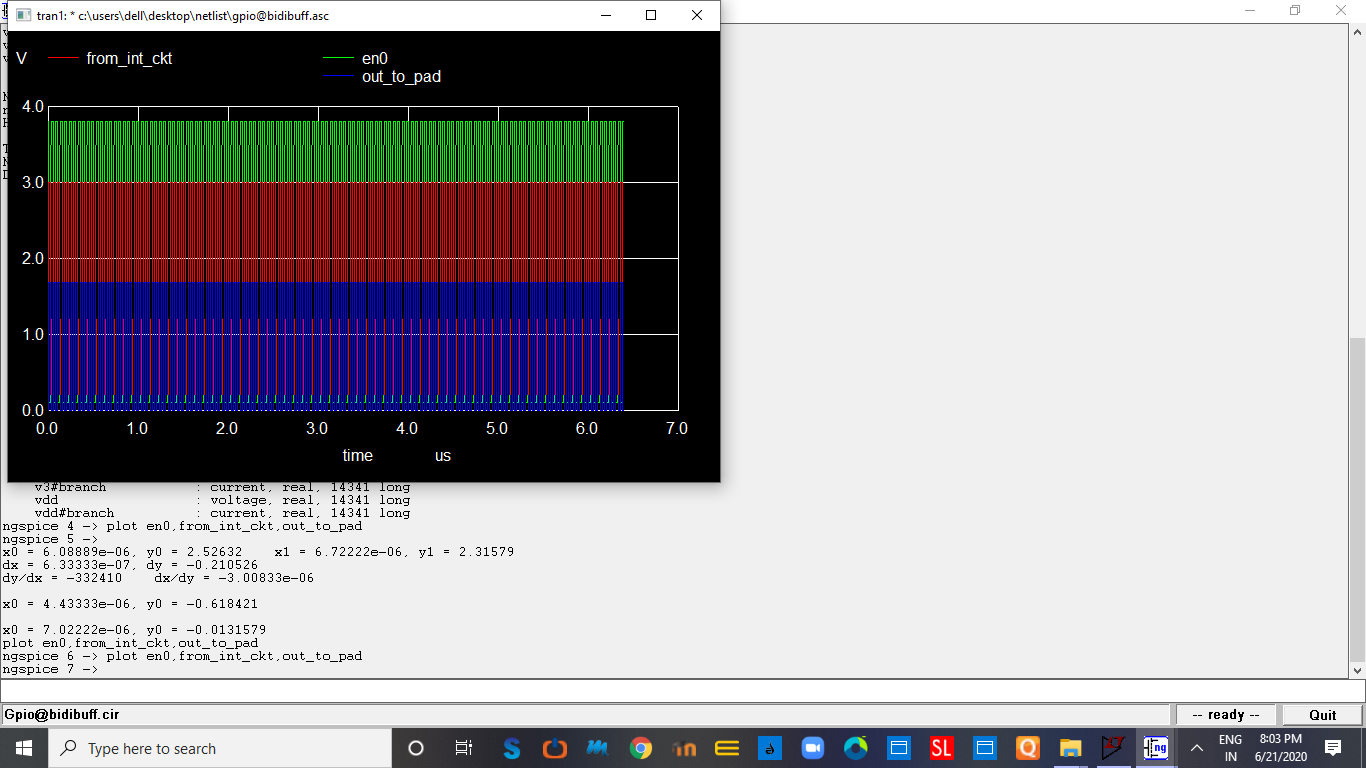 tran1: * c:\users\dell\desktop\netlist\gpio@bidibuff.asc
V from_int_ckt en0
out_to_pad
4.0
3.0
2.0
1.0
0.0
0.0 1.0 2.0 3.0 4.0 5.0 6.0 7.0
time us
v3#branch : current, real, 14341 long
vdd : voltage, real, 14341 long
vdd#branch : current, real, 14341 long
ngspice 4 -> plot en0,from_int_ckt,out_to_pad
ngspice 5 ->
x0 = 6.08889e-06, y0 = 2.52632 x1 = 6.72222e-06, y1 = 2.31579
dx = 6.33333e-07, dy = -0.210526
dy/dx = -332410 dx/dy = -3.00833e-06
x0 = 4.43333e-06, y0 = -0.618421
x0 = 7.02222e-06, y0 = -0.0131579
plot en0,from_int_ckt,out_to_pad
ngspice 6 -> plot en0,from_int_ckt,out_to_pad
ngspice 7 ->
Gpio@bidibuff.cir -- ready -- Quit
Type here to search
SL
ng
ENG
IN
8:03 PM
6/21/2020